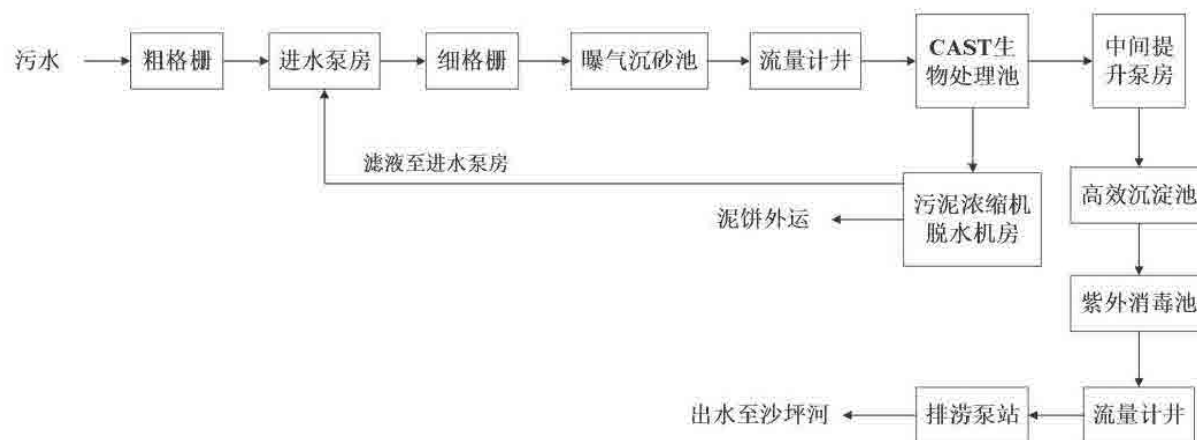 污水
粗格栅
进水泵房
细格栅
曝气沉砂池
流量计井
CAST生
物处理池
中间提
升泵房
滤液至进水泵房
泥饼外运
污泥浓缩机
脱水机房
高效沉淀池
紫外消毒池
出水至沙坪河
排涝泵站
流量计井